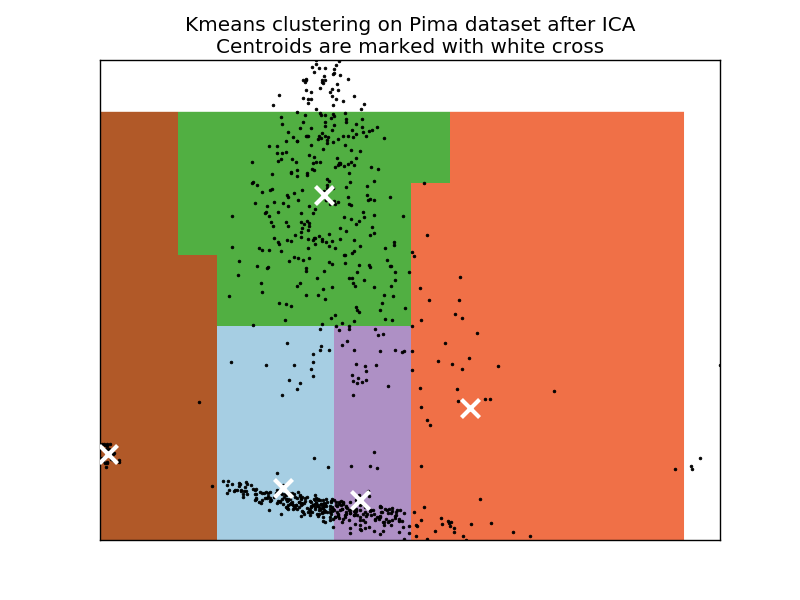 Kmeans clustering on Pima dataset after ICA
Centroids are marked with white cross